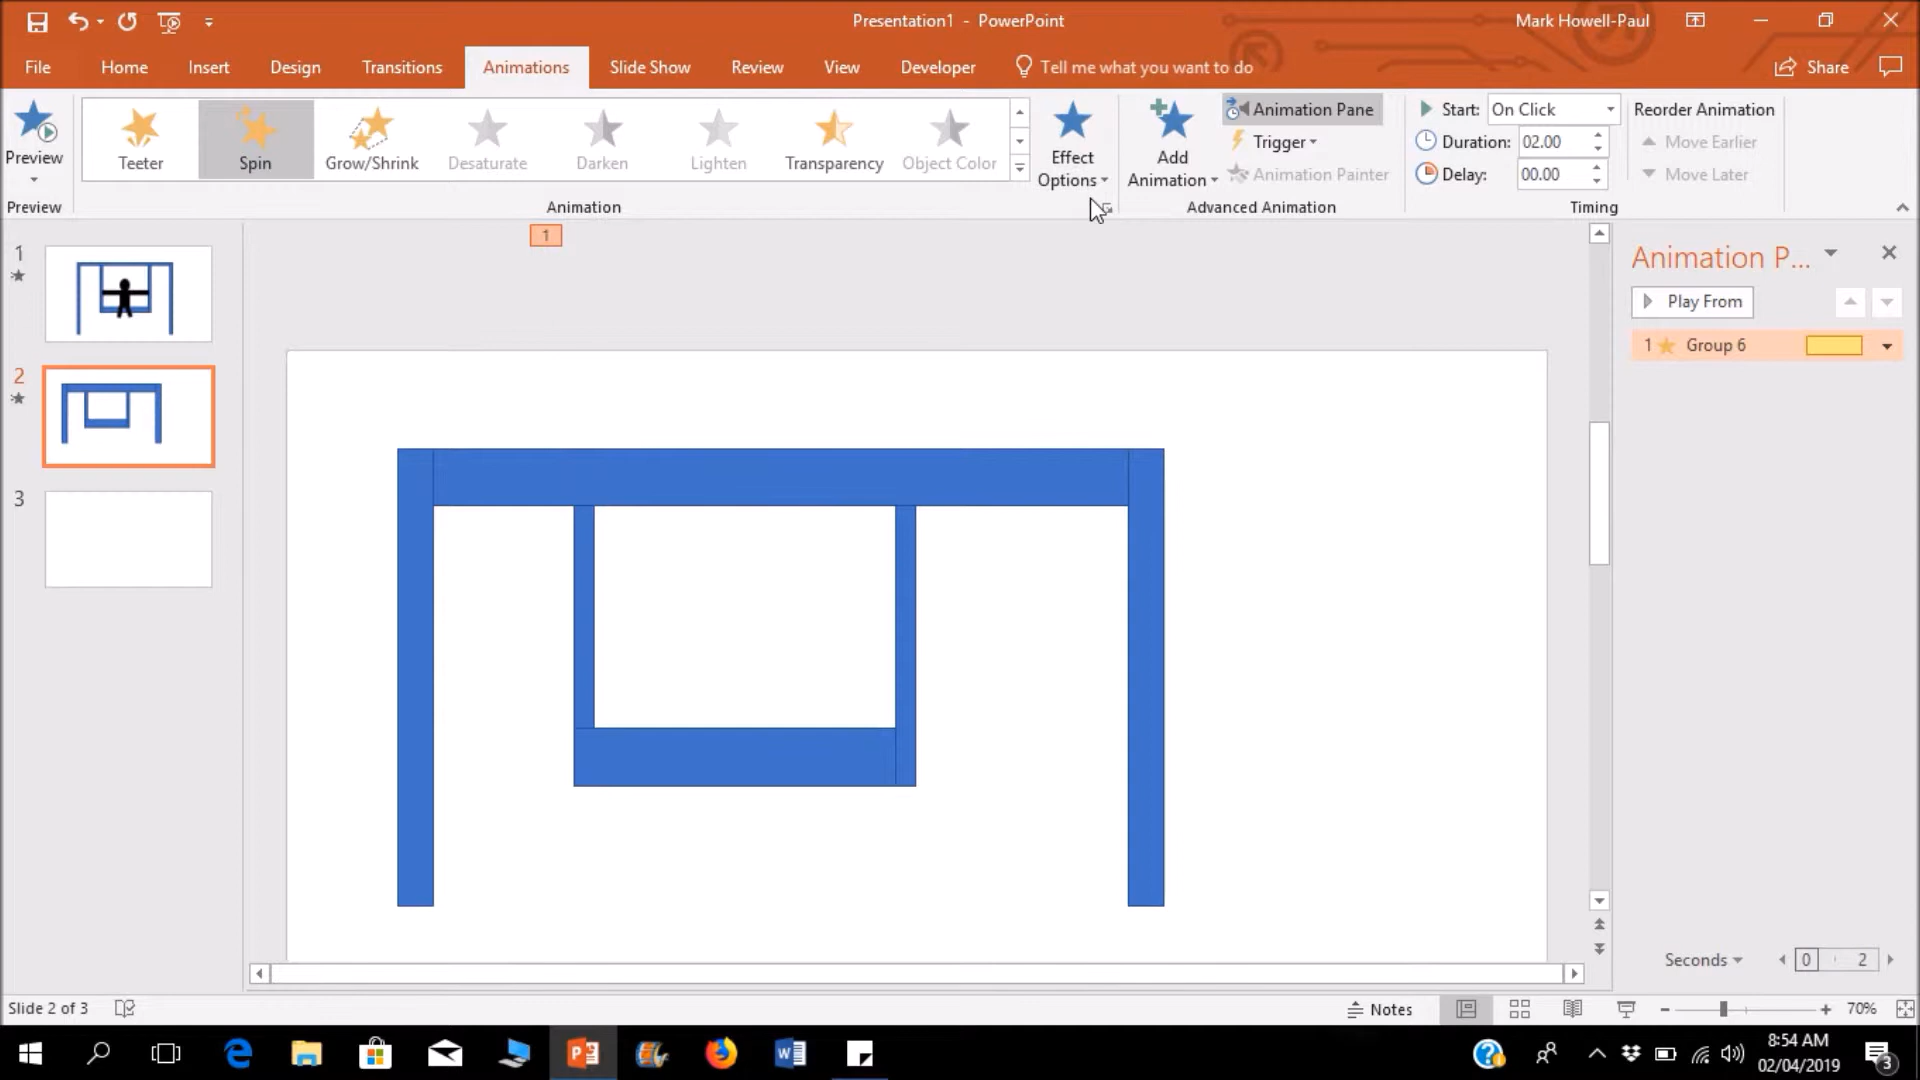 Presentation1 - PowerPoint
Mark Howell-Paul
File Home Insert Design Transitions Animations Slide Show Review View Developer Tell me what you want to do Share
Preview
Teeter Spin Grow/Shrink Desaturate Darken Lighten Transparency Object Color
Effect Options
Add Animation
Animation Pane
Trigger
Animation Painter
Start: On Click
Duration: 02.00
Delay: 00.00
Reorder Animation
Move Earlier
Move Later
Preview Animation Advanced Animation Timing
1
1
2
3
Animation P...
Play From
1 Group 6
Seconds 0 2
Slide 2 of 3
Notes
70%
8:54 AM
02/04/2019
3